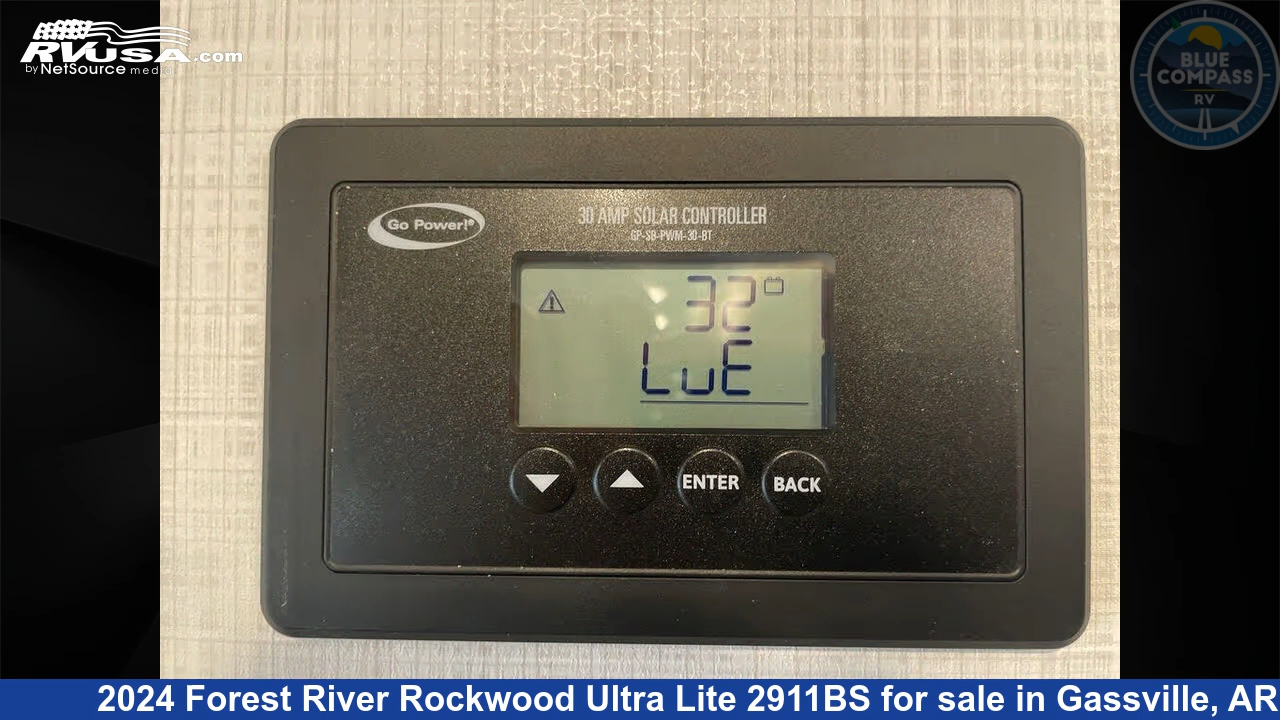 RVUSA.com
by NetSource media
BLUE
COMPASS
RV
Go Power!®
30 AMP SOLAR CONTROLLER
GP-SB-PWM-30-BT
32
LuE
ENTER
BACK
2024 Forest River Rockwood Ultra Lite 2911BS for sale in Gassville, AR